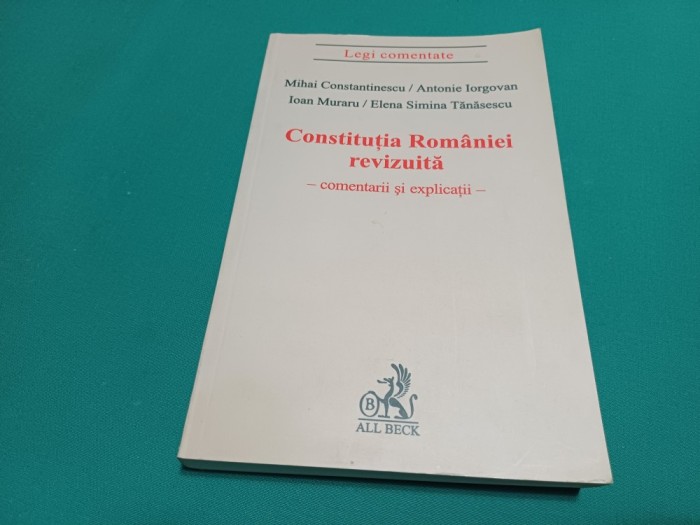 Legi comentate
Mihai Constantinescu / Antonie Iorgovan
Ioan Muraru / Elena Simina Tănăsescu
Constituția României
revizuită
– comentarii și explicații –
B
ALL BECK